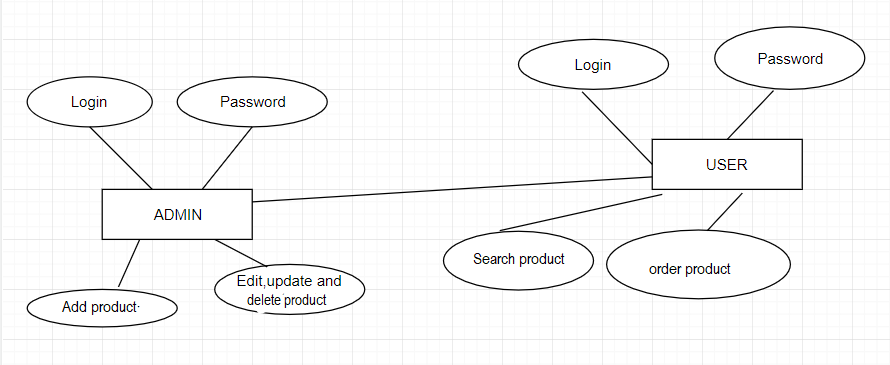 Login
Password
Login
Password
USER
ADMIN
Search product
order product
Edit,update and
delete product
Add product·